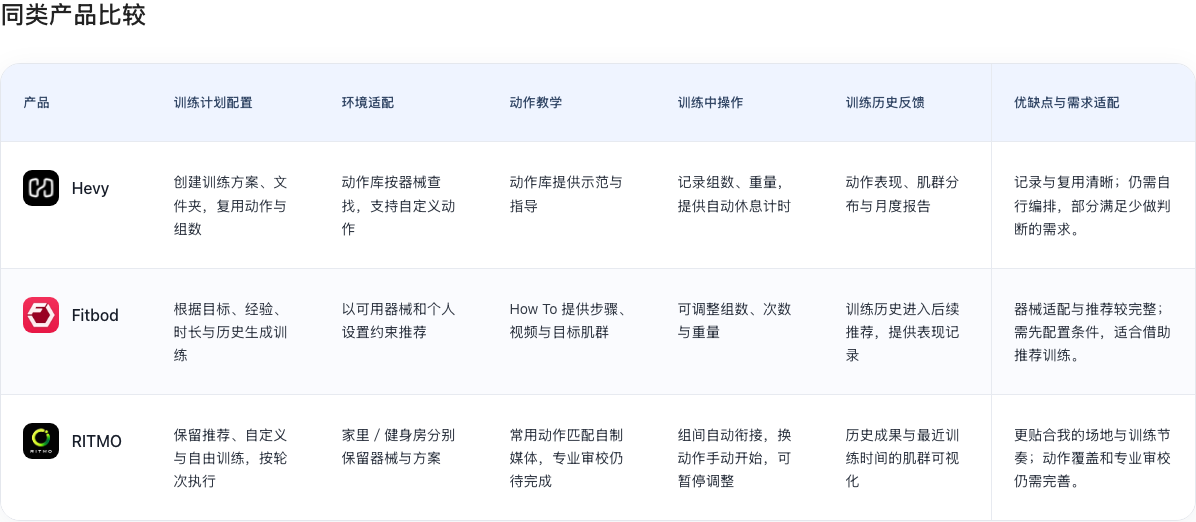 同类产品比较
产品
训练计划配置
环境适配
动作教学
训练中操作
训练历史反馈
优缺点与需求适配
Hevy
创建训练方案、文
件夹，复用动作与
组数
动作库按器械查
找，支持自定义动
作
动作库提供示范与
指导
记录组数、重量，
提供自动休息计时
动作表现、肌群分
布与月度报告
记录与复用清晰；仍需自
行编排，部分满足少做判
断的需求。
Fitbod
根据目标、经验、
时长与历史生成训
练
以可用器械和个人
设置约束推荐
How To 提供步骤、
视频与目标肌群
可调整组数、次数
与重量
训练历史进入后续
推荐，提供表现记
录
器械适配与推荐较完整；
需先配置条件，适合借助
推荐训练。
RITMO
RITMO
保留推荐、自定义
与自由训练，按轮
次执行
家里 / 健身房分别
保留器械与方案
常用动作匹配自制
媒体，专业审校仍
待完成
组间自动衔接，换
动作手动开始，可
暂停调整
历史成果与最近训
练时间的肌群可视
化
更贴合我的场地与训练节
奏；动作覆盖和专业审校
仍需完善。